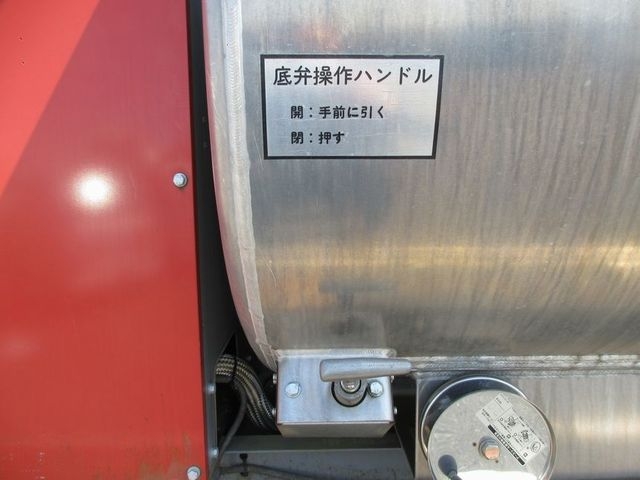 底弁操作ハンドル
開：手前に引く
閉：押す